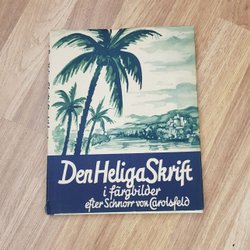 Den Heliga Skrift
i färgbilder
efter Schnorr von Carolsfeld